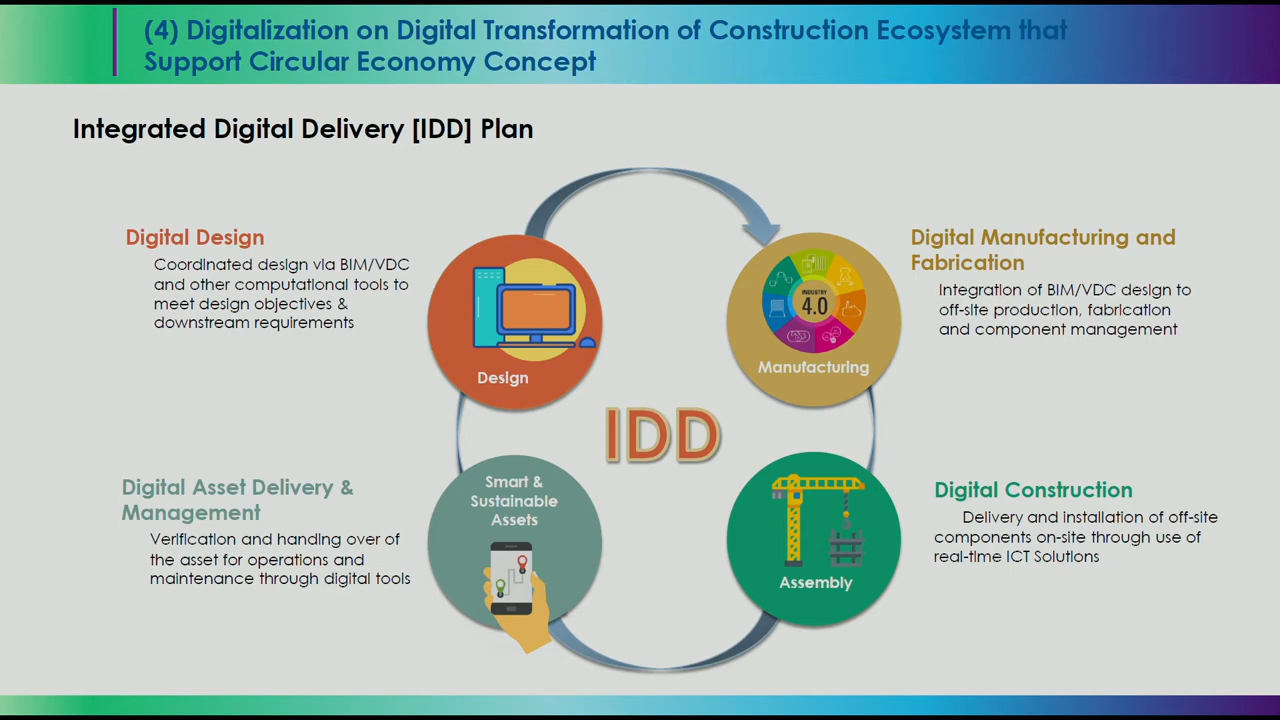 (4) Digitalization on Digital Transformation of Construction Ecosystem that
Support Circular Economy Concept
Integrated Digital Delivery [IDD] Plan
Digital Design
Coordinated design via BIM/VDC
and other computational tools to
meet design objectives &
downstream requirements
Design
INDUSTRY
4.0
Manufacturing
Digital Manufacturing and
Fabrication
Integration of BIM/VDC design to
off-site production, fabrication
and component management
IDD
Digital Asset Delivery &
Management
Verification and handing over of
the asset for operations and
maintenance through digital tools
Smart &
Sustainable
Assets
Assembly
Digital Construction
Delivery and installation of off-site
components on-site through use of
real-time ICT Solutions